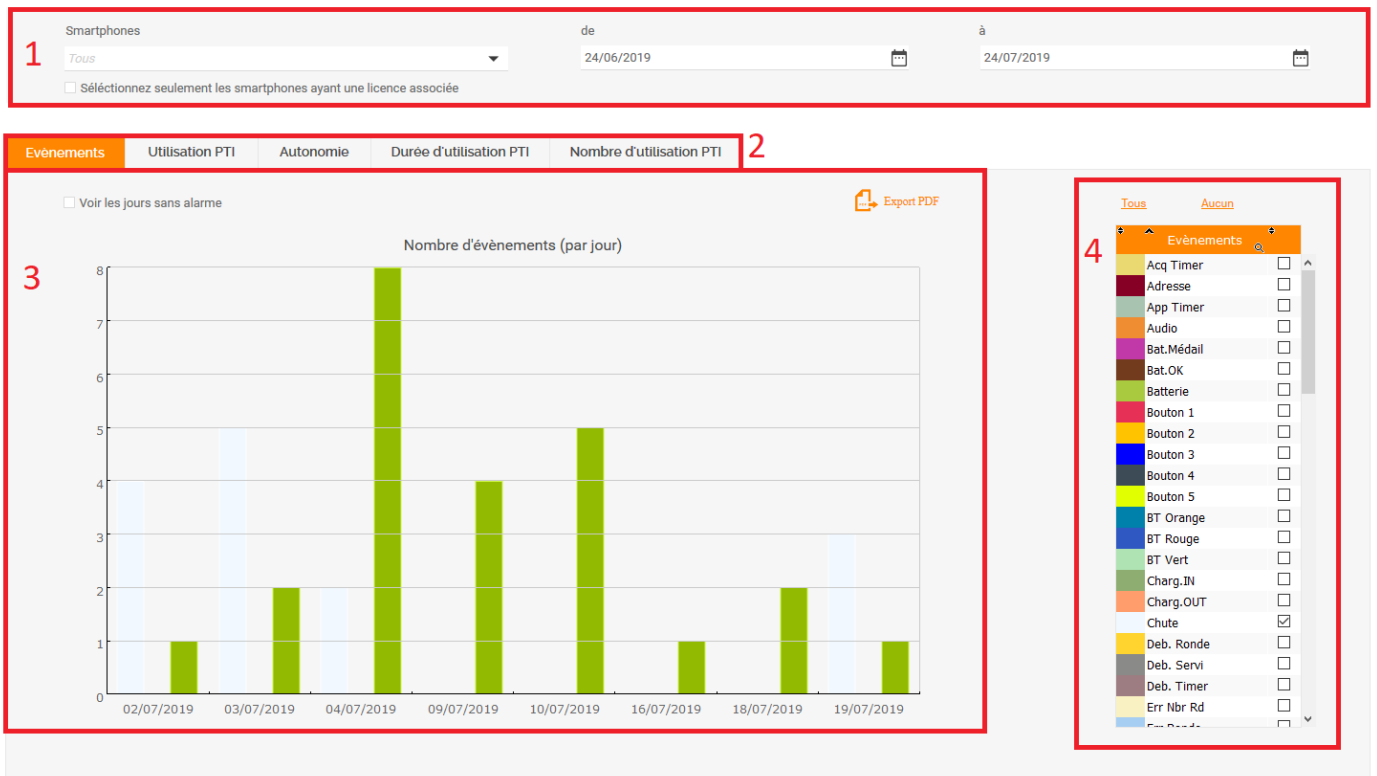 1
Smartphones
de
à
Tous
24/06/2019
24/07/2019
Séléctionnez seulement les smartphones ayant une licence associée
2
Evènements
Utilisation PTI
Autonomie
Durée d'utilisation PTI
Nombre d'utilisation PTI
3
Voir les jours sans alarme
Export PDF
Nombre d'évènements (par jour)
8
7
6
5
4
3
2
1
0
02/07/2019
03/07/2019
04/07/2019
09/07/2019
10/07/2019
16/07/2019
18/07/2019
19/07/2019
4
Tous
Aucun
Evènements
Acq Timer
Adresse
App Timer
Audio
Bat.Médail
Bat.OK
Batterie
Bouton 1
Bouton 2
Bouton 3
Bouton 4
Bouton 5
BT Orange
BT Rouge
BT Vert
Charg.IN
Charg.OUT
Chute
Deb. Ronde
Deb. Servi
Deb. Timer
Err Nbr Rd